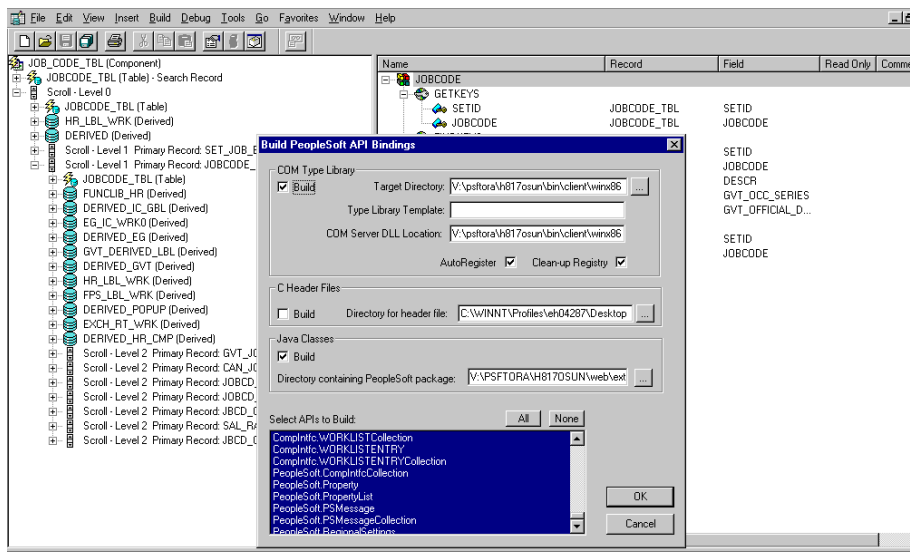 File Edit View Insert Build Debug Tools Go Favorites Window Help
JOB_CODE_TBL (Component)
JOBCODE_TBL (Table) - Search Record
Scroll - Level 0
JOBCODE_TBL (Table)
HR_LBL_WRK (Derived)
DERIVED (Derived)
Scroll - Level 1 Primary Record: SET_JOB_
Scroll - Level 1 Primary Record: JOBCODE_
JOBCODE_TBL (Table)
FUNCLIB_HR (Derived)
DERIVED_IC_GBL (Derived)
EG_IC_WRK0 (Derived)
DERIVED_EG (Derived)
GVT_DERIVED_LBL (Derived)
DERIVED_GVT (Derived)
HR_LBL_WRK (Derived)
FPS_LBL_WRK (Derived)
DERIVED_POPUP (Derived)
EXCH_RT_WRK (Derived)
DERIVED_HR_CMP (Derived)
Scroll - Level 2 Primary Record: GVT_JO
Scroll - Level 2 Primary Record: CAN_JO
Scroll - Level 2 Primary Record: JOBCD_
Scroll - Level 2 Primary Record: JOBCD_
Scroll - Level 2 Primary Record: JBCD_
Scroll - Level 2 Primary Record: SAL_RA
Scroll - Level 2 Primary Record: JBCD_
Name Record Field Read Only Comme
JOBCODE
GETKEYS
SETID JOBCODE_TBL SETID
JOBCODE JOBCODE_TBL JOBCODE
SETID
JOBCODE
DESCR
GVT_OCC_SERIES
GVT_OFFICIAL_D...
SETID
JOBCODE
Build PeopleSoft API Bindings
COM Type Library
Build Target Directory: V:\psftora\h817osun\bin\client\winx86 ...
Type Library Template:
COM Server DLL Location: V:\psftora\h817osun\bin\client\winx86
AutoRegister Clean-up Registry
C Header Files
Build Directory for header file: C:\WINNT\Profiles\eh04287\Desktop ...
Java Classes
Build
Directory containing PeopleSoft package: V:\PSFTORA\H817OSUN\web\ext ...
Select APIs to Build: All None
CompIntfc.WORKLISTCollection
CompIntfc.WORKLISTENTRY
CompIntfc.WORKLISTENTRYCollection
PeopleSoft.CompIntfcCollection
PeopleSoft.Property
PeopleSoft.PropertyList
PeopleSoft.PSMessage
PeopleSoft.PSMessageCollection
PeopleSoft.RegionalSettings
OK
Cancel